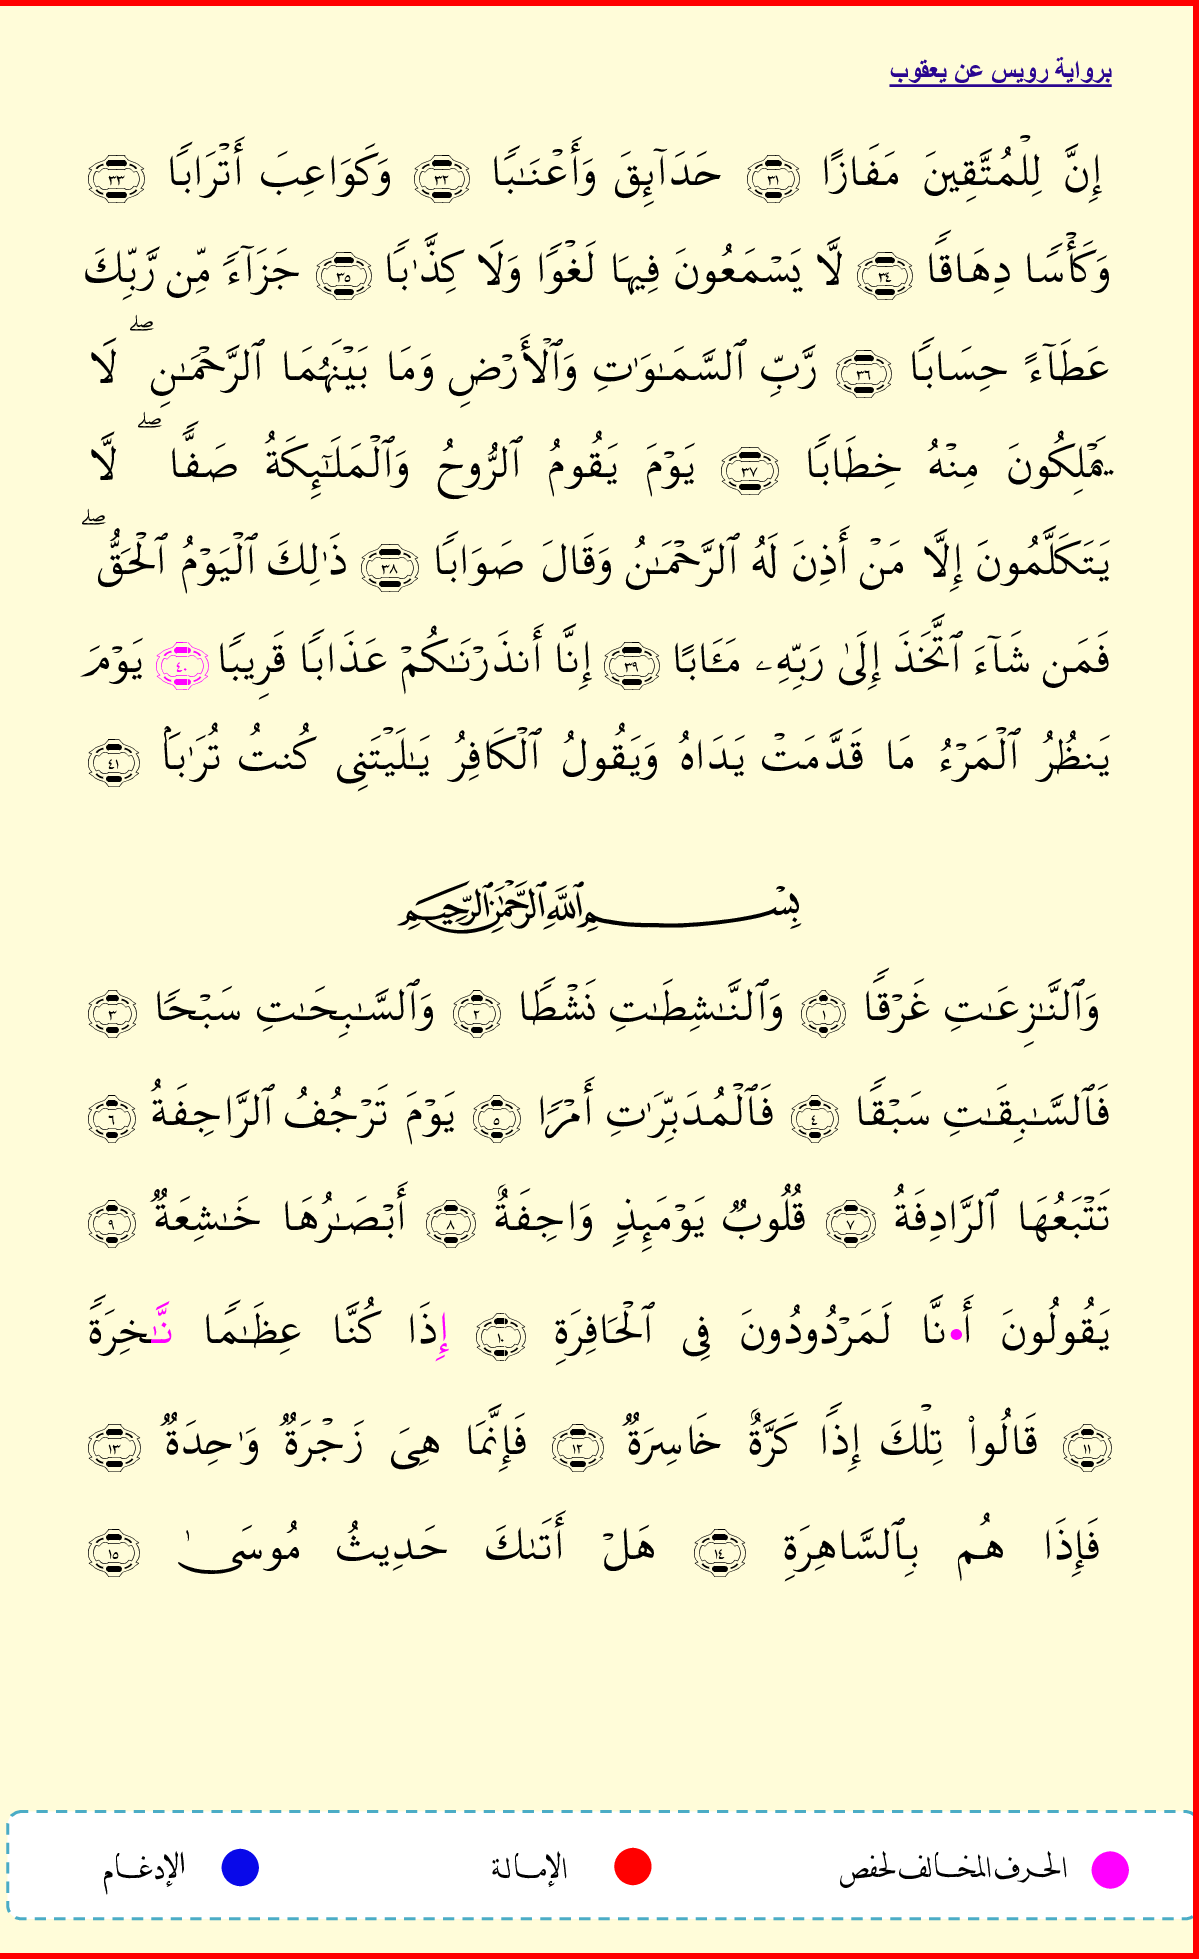 برواية رويس عن يعقوب
إِنَّ لِلْمُتَّقِينَ مَفَازًا ٣١ حَدَآئِقَ وَأَعْنَٰبًا ٣٢ وَكَوَاعِبَ أَتْرَابًا ٣٣
وَكَأْسًا دِهَاقًا ٣٤ لَّا يَسْمَعُونَ فِيهَا لَغْوًا وَلَا كِذَّٰبًا ٣٥ جَزَآءً مِّن رَّبِّكَ
عَطَآءً حِسَابًا ٣٦ رَّبِّ ٱلسَّمَٰوَٰتِ وَٱلْأَرْضِ وَمَا بَيْنَهُمَا ٱلرَّحْمَٰنِ ۖ لَا
يَمْلِكُونَ مِنْهُ خِطَابًا ٣٧ يَوْمَ يَقُومُ ٱلرُّوحُ وَٱلْمَلَٰٓئِكَةُ صَفًّا ۖ لَّا
يَتَكَلَّمُونَ إِلَّا مَنْ أَذِنَ لَهُ ٱلرَّحْمَٰنُ وَقَالَ صَوَابًا ٣٨ ذَٰلِكَ ٱلْيَوْمُ ٱلْحَقُّ ۖ
فَمَن شَآءَ ٱتَّخَذَ إِلَىٰ رَبِّهِۦ مَـَٔابًا ٣٩ إِنَّا أَنذَرْنَٰكُمْ عَذَابًا قَرِيبًا ٤٠ يَوْمَ
يَنظُرُ ٱلْمَرْءُ مَا قَدَّمَتْ يَدَاهُ وَيَقُولُ ٱلْكَافِرُ يَٰلَيْتَنِى كُنتُ تُرَٰبَۢا ٤١
بِسْمِ ٱللَّهِ ٱلرَّحْمَٰنِ ٱلرَّحِيمِ
وَٱلنَّٰزِعَٰتِ غَرْقًا ١ وَٱلنَّٰشِطَٰتِ نَشْطًا ٢ وَٱلسَّٰبِحَٰتِ سَبْحًا ٣
فَٱلسَّٰبِقَٰتِ سَبْقًا ٤ فَٱلْمُدَبِّرَٰتِ أَمْرًا ٥ يَوْمَ تَرْجُفُ ٱلرَّاجِفَةُ ٦
تَتْبَعُهَا ٱلرَّادِفَةُ ٧ قُلُوبٌ يَوْمَئِذٍ وَاجِفَةٌ ٨ أَبْصَٰرُهَا خَٰشِعَةٌ ٩
يَقُولُونَ أَ•نَّا لَمَرْدُودُونَ فِى ٱلْحَافِرَةِ ١٠ إِذَا كُنَّا عِظَٰمًا نَّٰخِرَةً
١١ قَالُوا۟ تِلْكَ إِذًا كَرَّةٌ خَاسِرَةٌ ١٢ فَإِنَّمَا هِىَ زَجْرَةٌ وَٰحِدَةٌ ١٣
فَإِذَا هُم بِٱلسَّاهِرَةِ ١٤ هَلْ أَتَىٰكَ حَدِيثُ مُوسَىٰ ١٥
الحرف المخالف لحفص الإمالة الإدغام